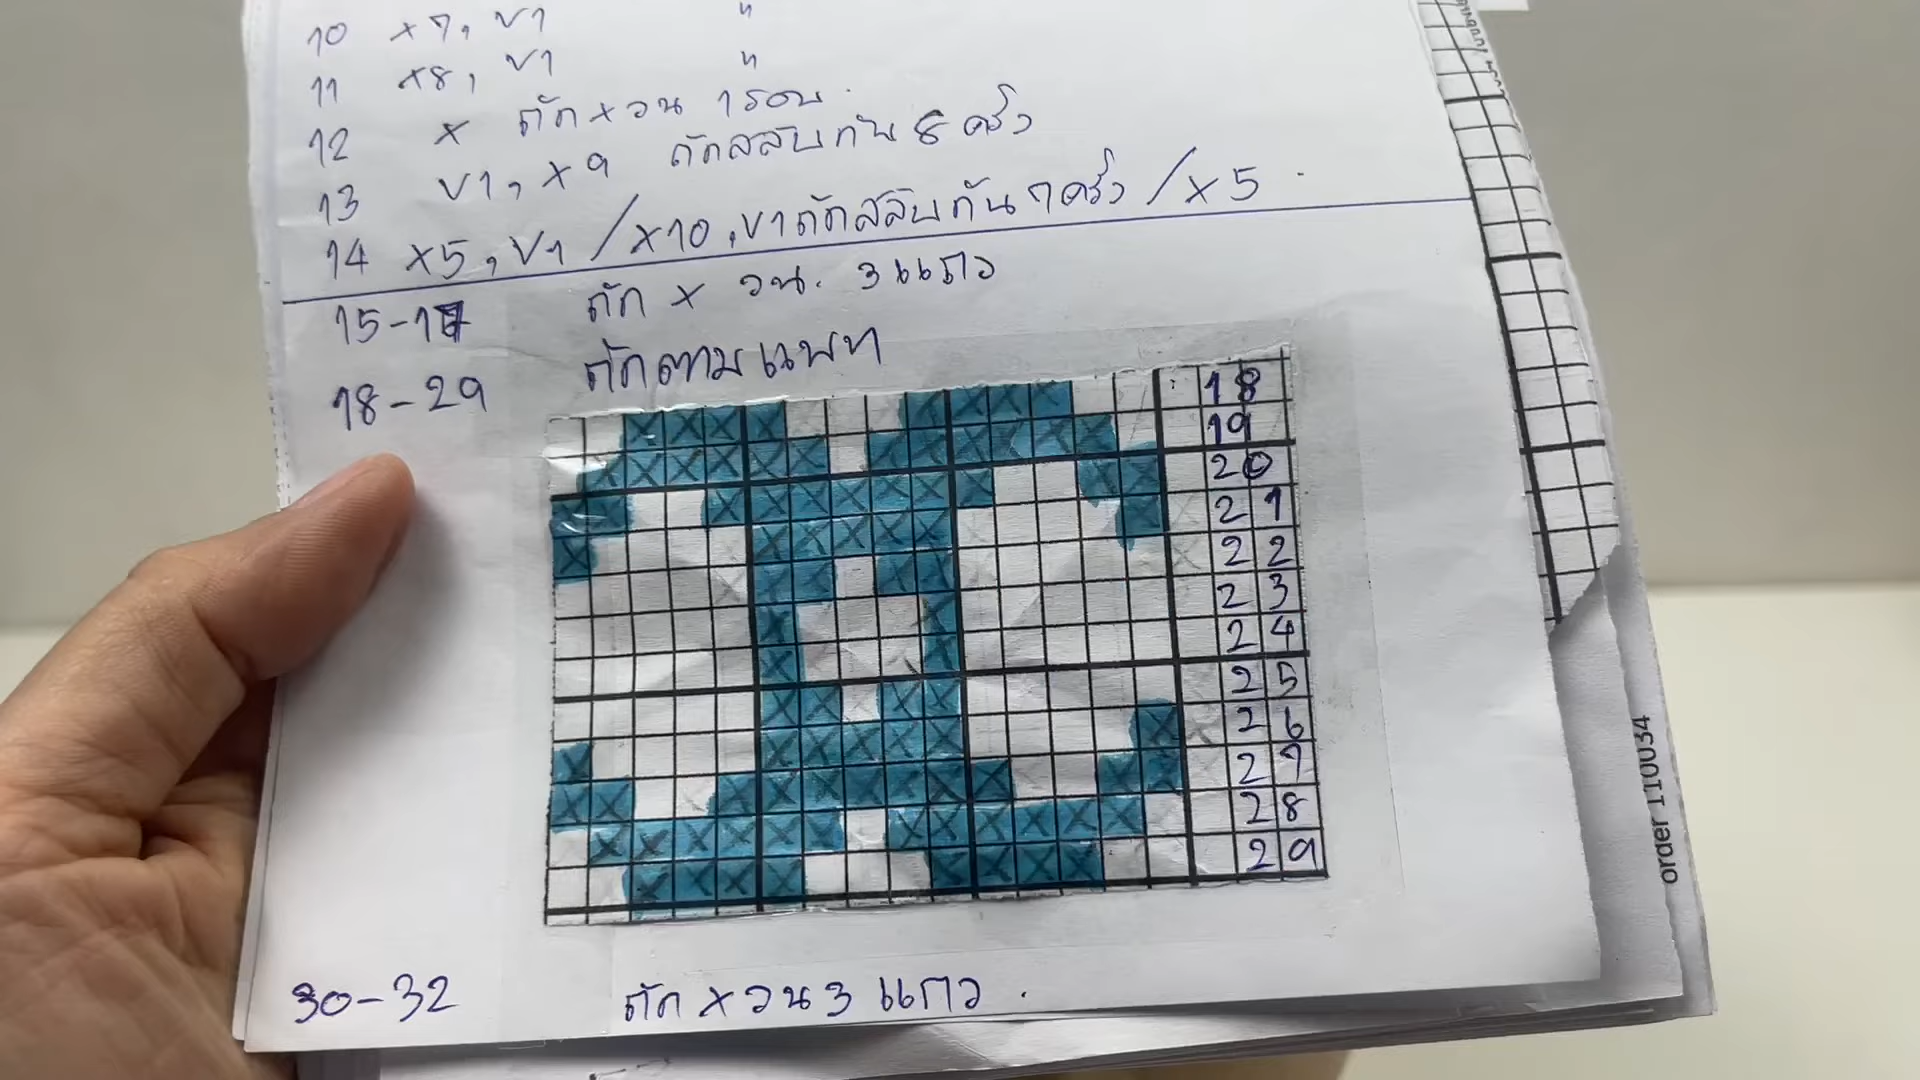 10 x7, V1 "
11 x8, V1 "
12 x ถัก x วน 1 รอบ.
13 V1, x9 ถักสลับกัน 8 ครั้ง
14 x5, V1 / x10, V1 ถักสลับกัน 7 ครั้ง / x5
15-17 ถัก x วน. 3 แถว
18-29 ถักตามแพท
18
19
20
21
22
23
24
25
26
27
28
29
30-32 ถัก x วน 3 แถว.
order 110034